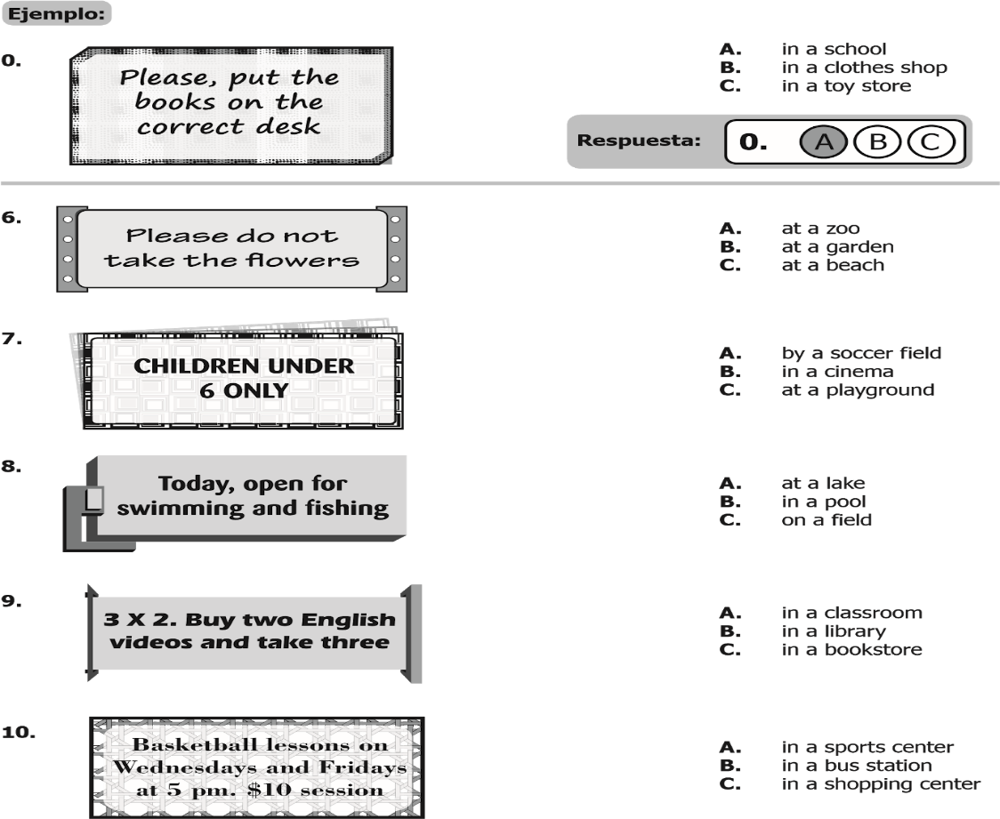 Ejemplo:
0.
Please, put the
books on the
correct desk
A. in a school
B. in a clothes shop
C. in a toy store
Respuesta: 0. A B C
6.
Please do not
take the flowers
A. at a zoo
B. at a garden
C. at a beach
7.
CHILDREN UNDER
6 ONLY
A. by a soccer field
B. in a cinema
C. at a playground
8.
Today, open for
swimming and fishing
A. at a lake
B. in a pool
C. on a field
9.
3 X 2. Buy two English
videos and take three
A. in a classroom
B. in a library
C. in a bookstore
10.
Basketball lessons on
Wednesdays and Fridays
at 5 pm. $10 session
A. in a sports center
B. in a bus station
C. in a shopping center